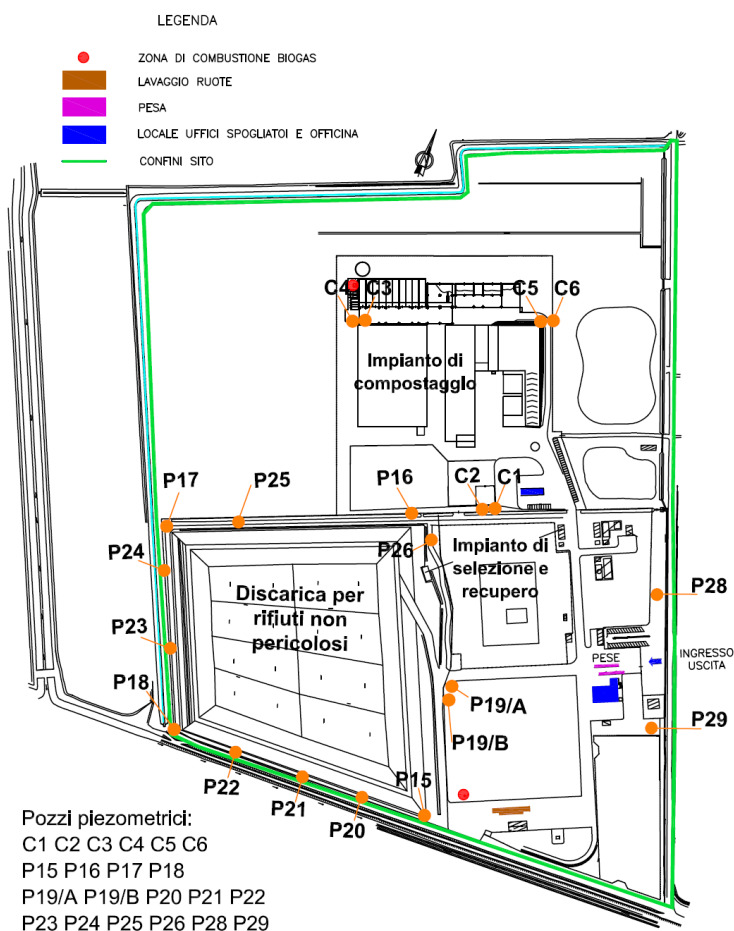 LEGENDA
ZONA DI COMBUSTIONE BIOGAS
LAVAGGIO RUOTE
PESA
LOCALE UFFICI SPOGLIATOI E OFFICINA
CONFINI SITO
C4 C3
C5 C6
Impianto di
compostaggio
P17
P25
P16
C2 C1
P24
P26
Impianto di
selezione e
recupero
Discarica per
rifiuti non
pericolosi
P28
P23
PESE
INGRESSO
USCITA
P18
P19/A
P19/B
P29
P22
P21
P20
P15
Pozzi piezometrici:
C1 C2 C3 C4 C5 C6
P15 P16 P17 P18
P19/A P19/B P20 P21 P22
P23 P24 P25 P26 P28 P29